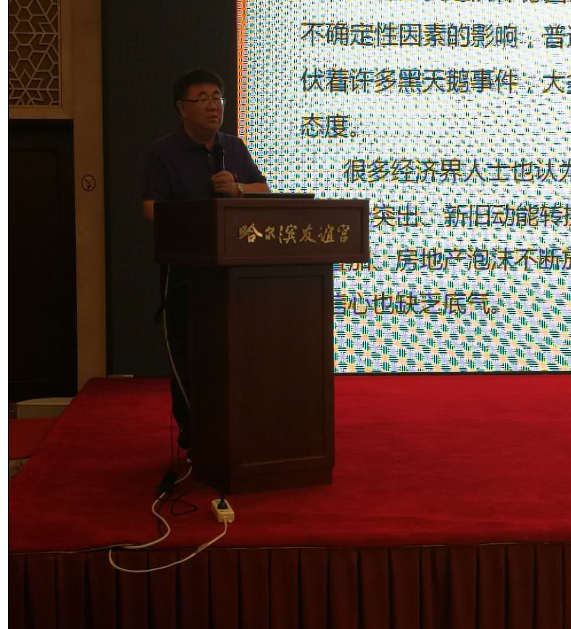 不确定性因素的影响，普
伏着许多黑天鹅事件；大
态度。
很多经济界人士也认为
突出、新旧动能转
房地产泡沫不断
信心也缺乏底气。
哈尔滨友谊宫